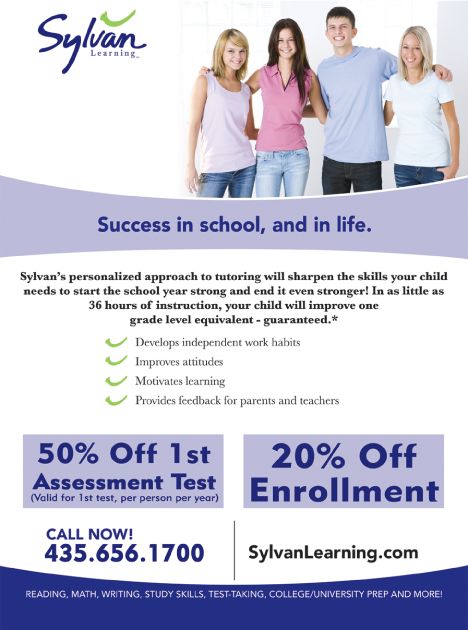 Sylvan
Learning™
Success in school, and in life.
Sylvan's personalized approach to tutoring will sharpen the skills your child
needs to start the school year strong and end it even stronger! In as little as
36 hours of instruction, your child will improve one
grade level equivalent - guaranteed.*
Develops independent work habits
Improves attitudes
Motivates learning
Provides feedback for parents and teachers
50% Off 1st
Assessment Test
(Valid for 1st test, per person per year)
20% Off
Enrollment
CALL NOW!
435.656.1700
SylvanLearning.com
READING, MATH, WRITING, STUDY SKILLS, TEST-TAKING, COLLEGE/UNIVERSITY PREP AND MORE!